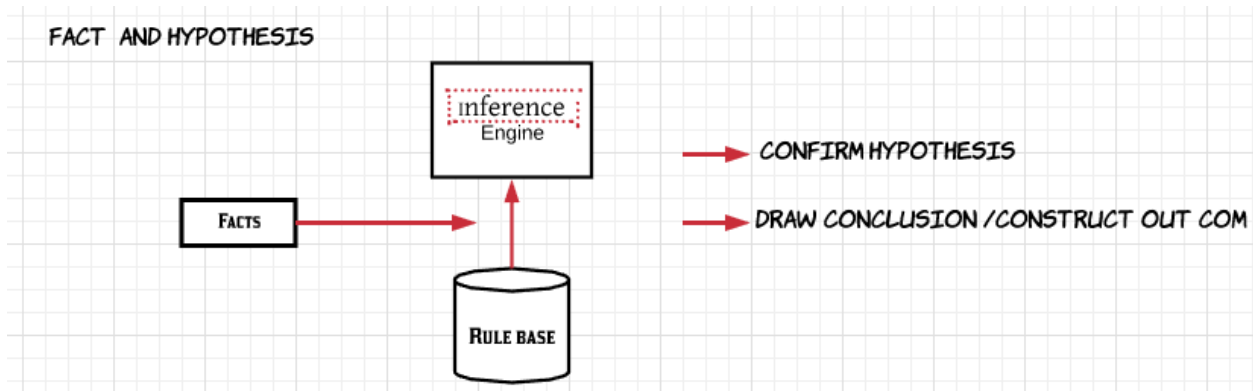 FACT AND HYPOTHESIS
Inference
Engine
CONFIRM HYPOTHESIS
FACTS
DRAW CONCLUSION /CONSTRUCT OUT COM
RULE BASE